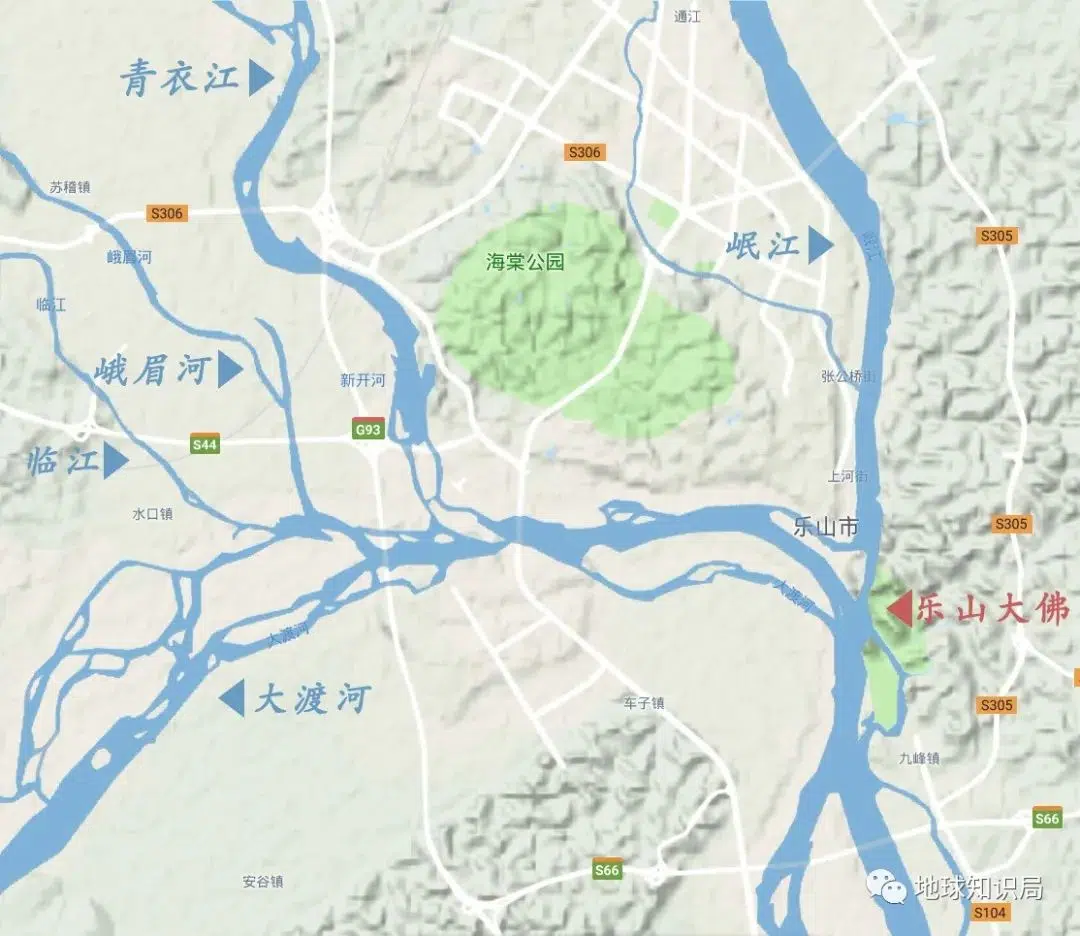 通江
青衣江
S306
苏稽镇
S306
S305
岷江
岷江
峨眉河
海棠公园
临江
峨眉河
新开河
张公桥街
G93
S44
临江
上河街
水口镇
乐山市
S305
大渡河
乐山大佛
大渡河
大渡河
车子镇
S305
九峰镇
S66
S66
安谷镇
地球知识局
S104